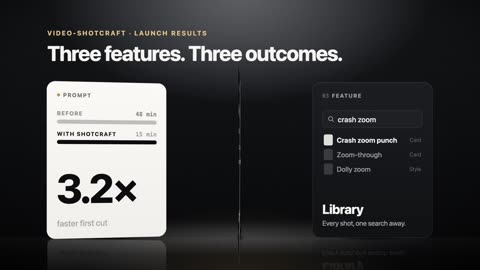 VIDEO-SHOTCRAFT · LAUNCH RESULTS
Three features. Three outcomes.
PROMPT
BEFORE 48 min
WITH SHOTCRAFT 15 min
3.2×
faster first cut
03 FEATURE
crash zoom
Crash zoom punch Card
Zoom-through Card
Dolly zoom Style
Library
Every shot, one search away.